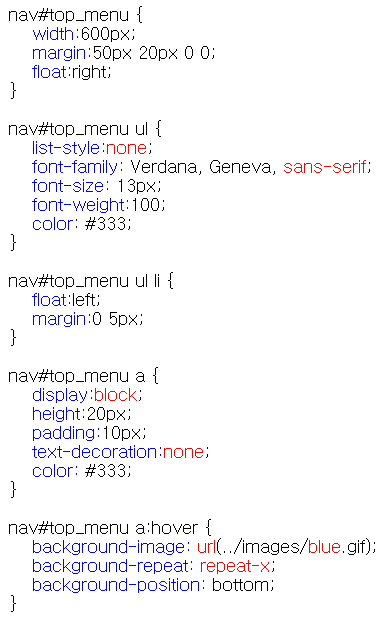 nav#top_menu {
width:600px;
margin:50px 20px 0 0;
float:right;
}
nav#top_menu ul {
list-style:none;
font-family: Verdana, Geneva, sans-serif;
font-size: 13px;
font-weight:100;
color: #333;
}
nav#top_menu ul li {
float:left;
margin:0 5px;
}
nav#top_menu a {
display:block;
height:20px;
padding:10px;
text-decoration:none;
color: #333;
}
nav#top_menu a:hover {
background-image: url(../images/blue.gif);
background-repeat: repeat-x;
background-position: bottom;
}